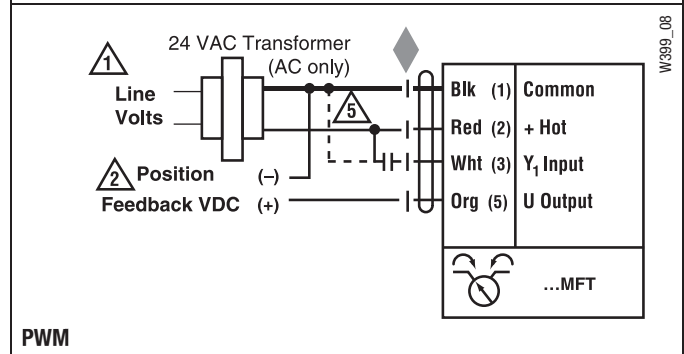 W399_08
24 VAC Transformer
(AC only)
1
Line
Volts
5
2 Position (–)
Feedback VDC (+)
Blk (1) Common
Red (2) + Hot
Wht (3) Y1 Input
Org (5) U Output
...MFT
PWM